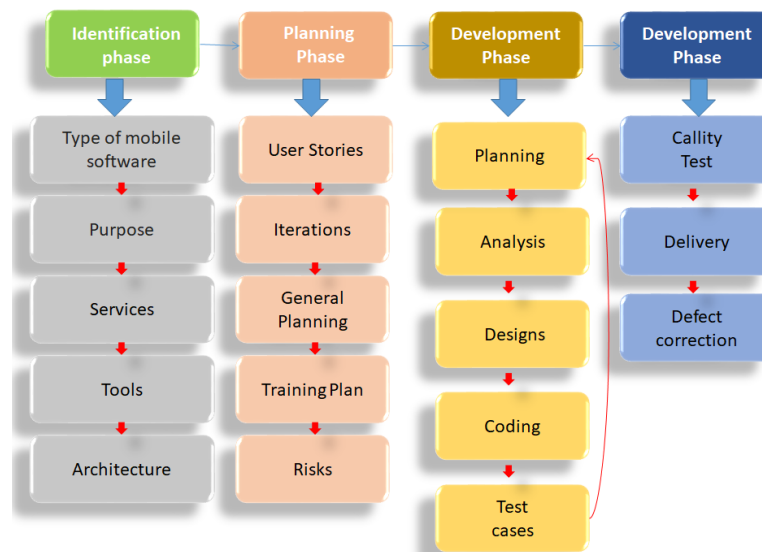 Identification
phase
Planning
Phase
Development
Phase
Development
Phase
Type of mobile
software
Purpose
Services
Tools
Architecture
User Stories
Iterations
General
Planning
Training Plan
Risks
Planning
Analysis
Designs
Coding
Test
cases
Callity
Test
Delivery
Defect
correction